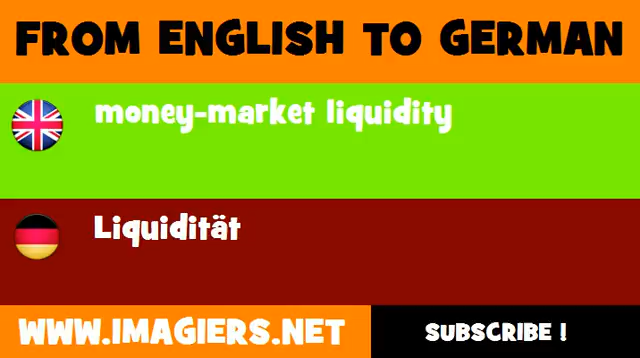 FROM ENGLISH TO GERMAN
money-market liquidity
Liquidität
WWW.IMAGIERS.NET
SUBSCRIBE !